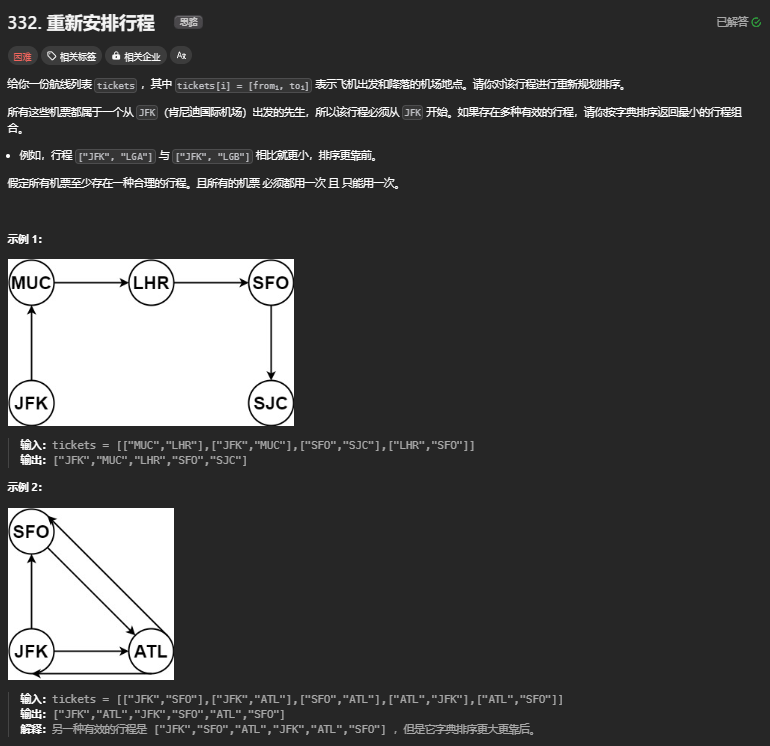 332. 重新安排行程 思路 已解答
困难 相关标签 相关企业 Ax
给你一份航线列表 tickets ，其中 tickets[i] = [fromᵢ, toᵢ] 表示飞机出发和降落的机场地点。请你对该行程进行重新规划排序。
所有这些机票都属于一个从 JFK（肯尼迪国际机场）出发的先生，所以该行程必须从 JFK 开始。如果存在多种有效的行程，请你按字典排序返回最小的行程组
合。
• 例如，行程 ["JFK", "LGA"] 与 ["JFK", "LGB"] 相比就更小，排序更靠前。
假定所有机票至少存在一种合理的行程。且所有的机票 必须都用一次 且 只能用一次。
示例 1：
MUC LHR SFO
JFK SJC
输入：tickets = [["MUC","LHR"],["JFK","MUC"],["SFO","SJC"],["LHR","SFO"]]
输出：["JFK","MUC","LHR","SFO","SJC"]
示例 2：
SFO
JFK ATL
输入：tickets = [["JFK","SFO"],["JFK","ATL"],["SFO","ATL"],["ATL","JFK"],["ATL","SFO"]]
输出：["JFK","ATL","JFK","SFO","ATL","SFO"]
解释：另一种有效的行程是 ["JFK","SFO","ATL","JFK","ATL","SFO"] ，但是它字典排序更大更靠后。